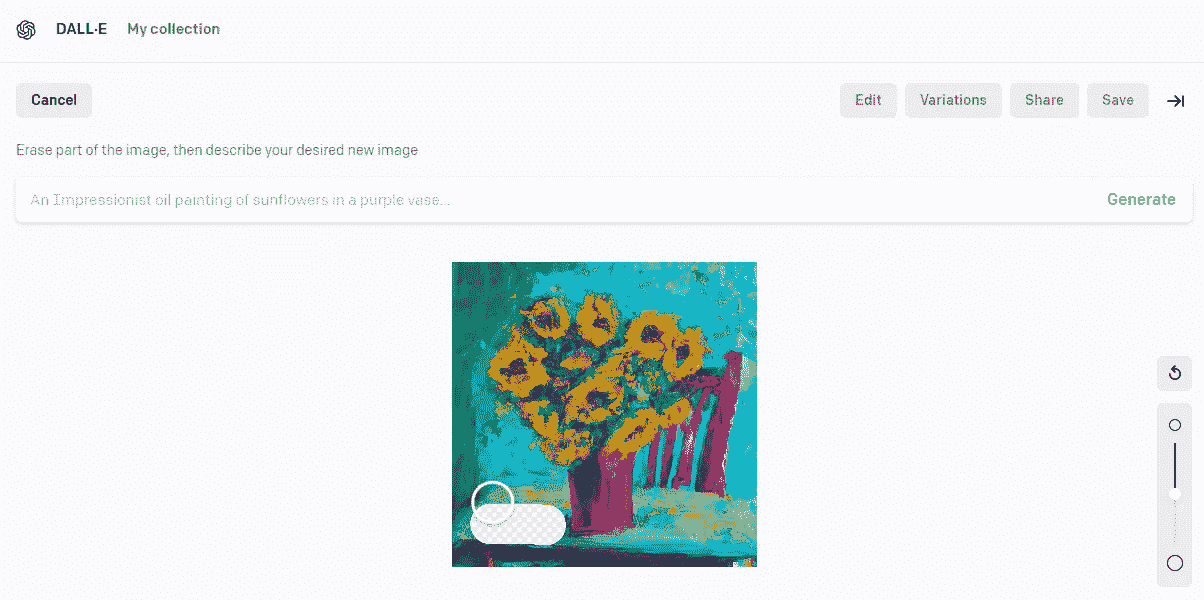 DALL·E My collection
Cancel Edit Variations Share Save
Erase part of the image, then describe your desired new image
An Impressionist oil painting of sunflowers in a purple vase... Generate